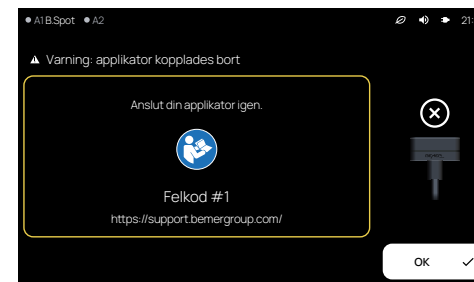 A1 B.Spot A2 21:
Varning: applikator kopplades bort
Anslut din applikator igen.
Felkod #1
https://support.bemergroup.com/
OK